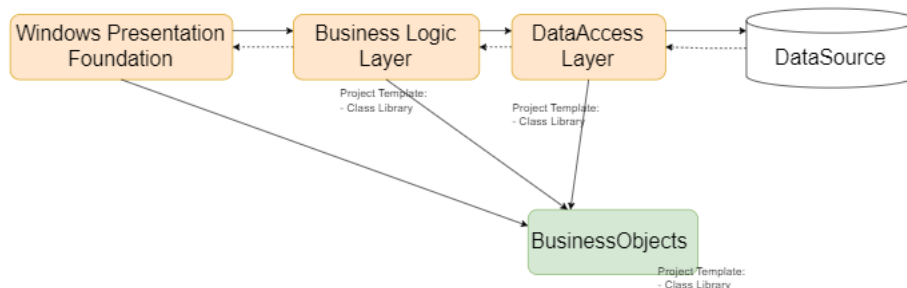 Windows Presentation
Foundation
Business Logic
Layer
DataAccess
Layer
DataSource
Project Template:
- Class Library
Project Template:
- Class Library
BusinessObjects
Project Template:
- Class Library